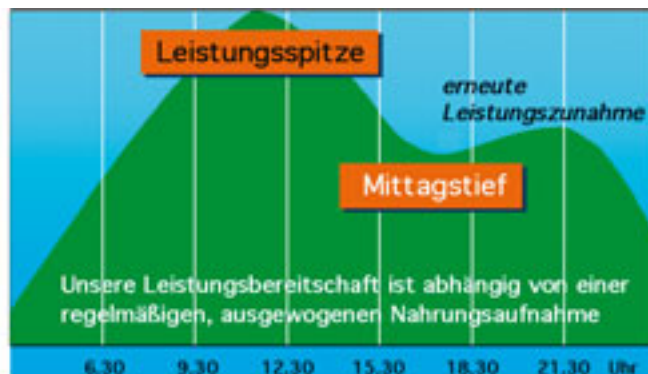 Leistungsspitze
erneute
Leistungszunahme
Mittagstief
Unsere Leistungsbereitschaft ist abhängig von einer
regelmäßigen, ausgewogenen Nahrungsaufnahme
6.30 9.30 12.30 15.30 18.30 21.30 Uhr